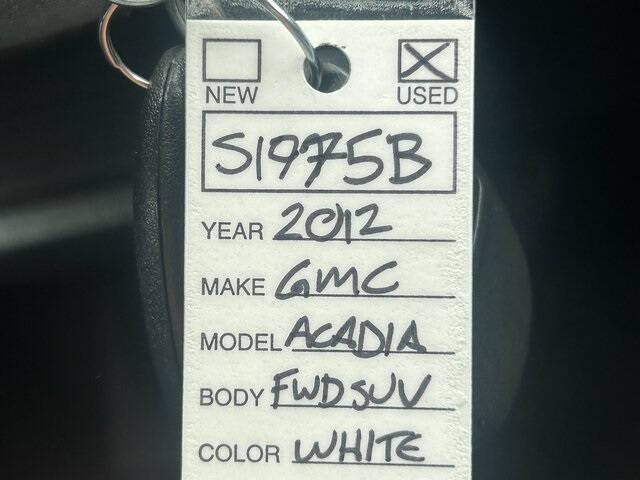 NEW USED
S1975B
YEAR 2012
MAKE GMC
MODEL ACADIA
BODY FWD SUV
COLOR WHITE